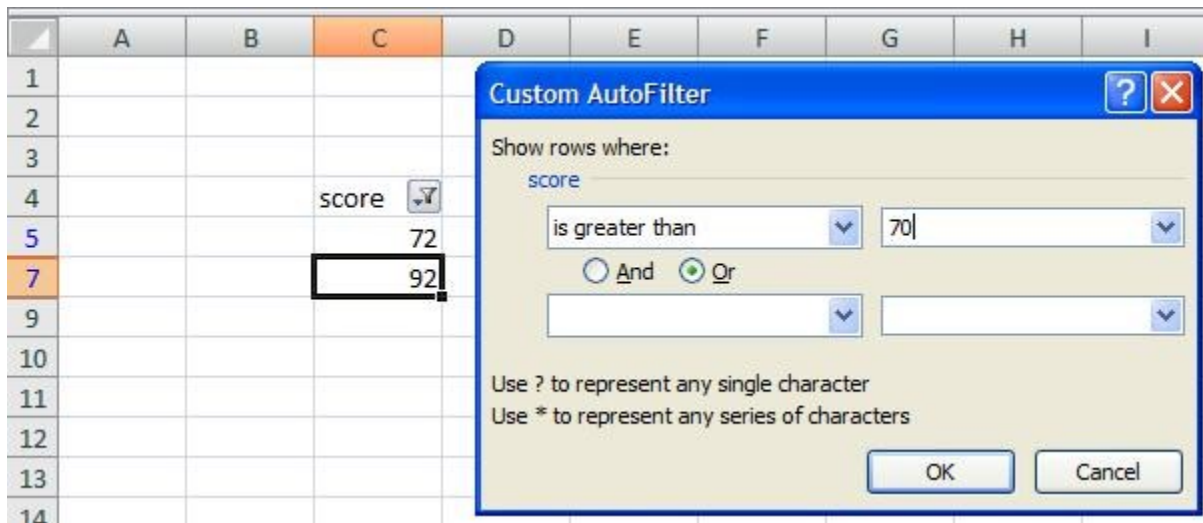 A B C D E F G H I
1
2
3
4 score
5 72
7 92
9
10
11
12
13
14
Custom AutoFilter ?
Show rows where:
score
is greater than 70
And Or
Use ? to represent any single character
Use * to represent any series of characters
OK Cancel